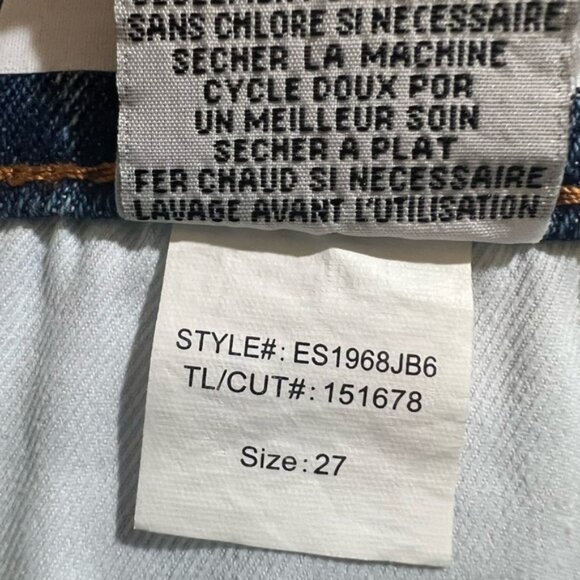 SANS CHLORE SI NECESSAIRE
SECHER LA MACHINE
CYCLE DOUX POR
UN MEILLEUR SOIN
SECHER A PLAT
FER CHAUD SI NECESSAIRE
LAVAGE AVANT L'UTILISATION
STYLE#: ES1968JB6
TL/CUT#: 151678
Size: 27